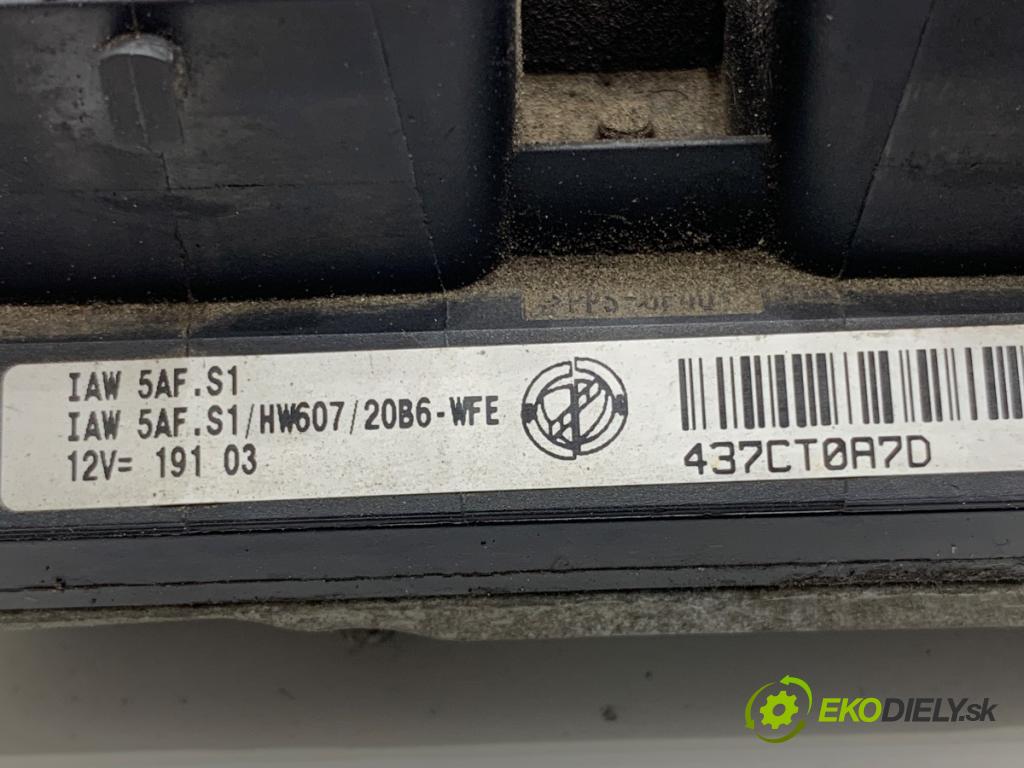 IAW 5AF.S1
IAW 5AF.S1/HW607/20B6-WFE
12V= 191 03
437CT0A7D
EKODIELY.sk